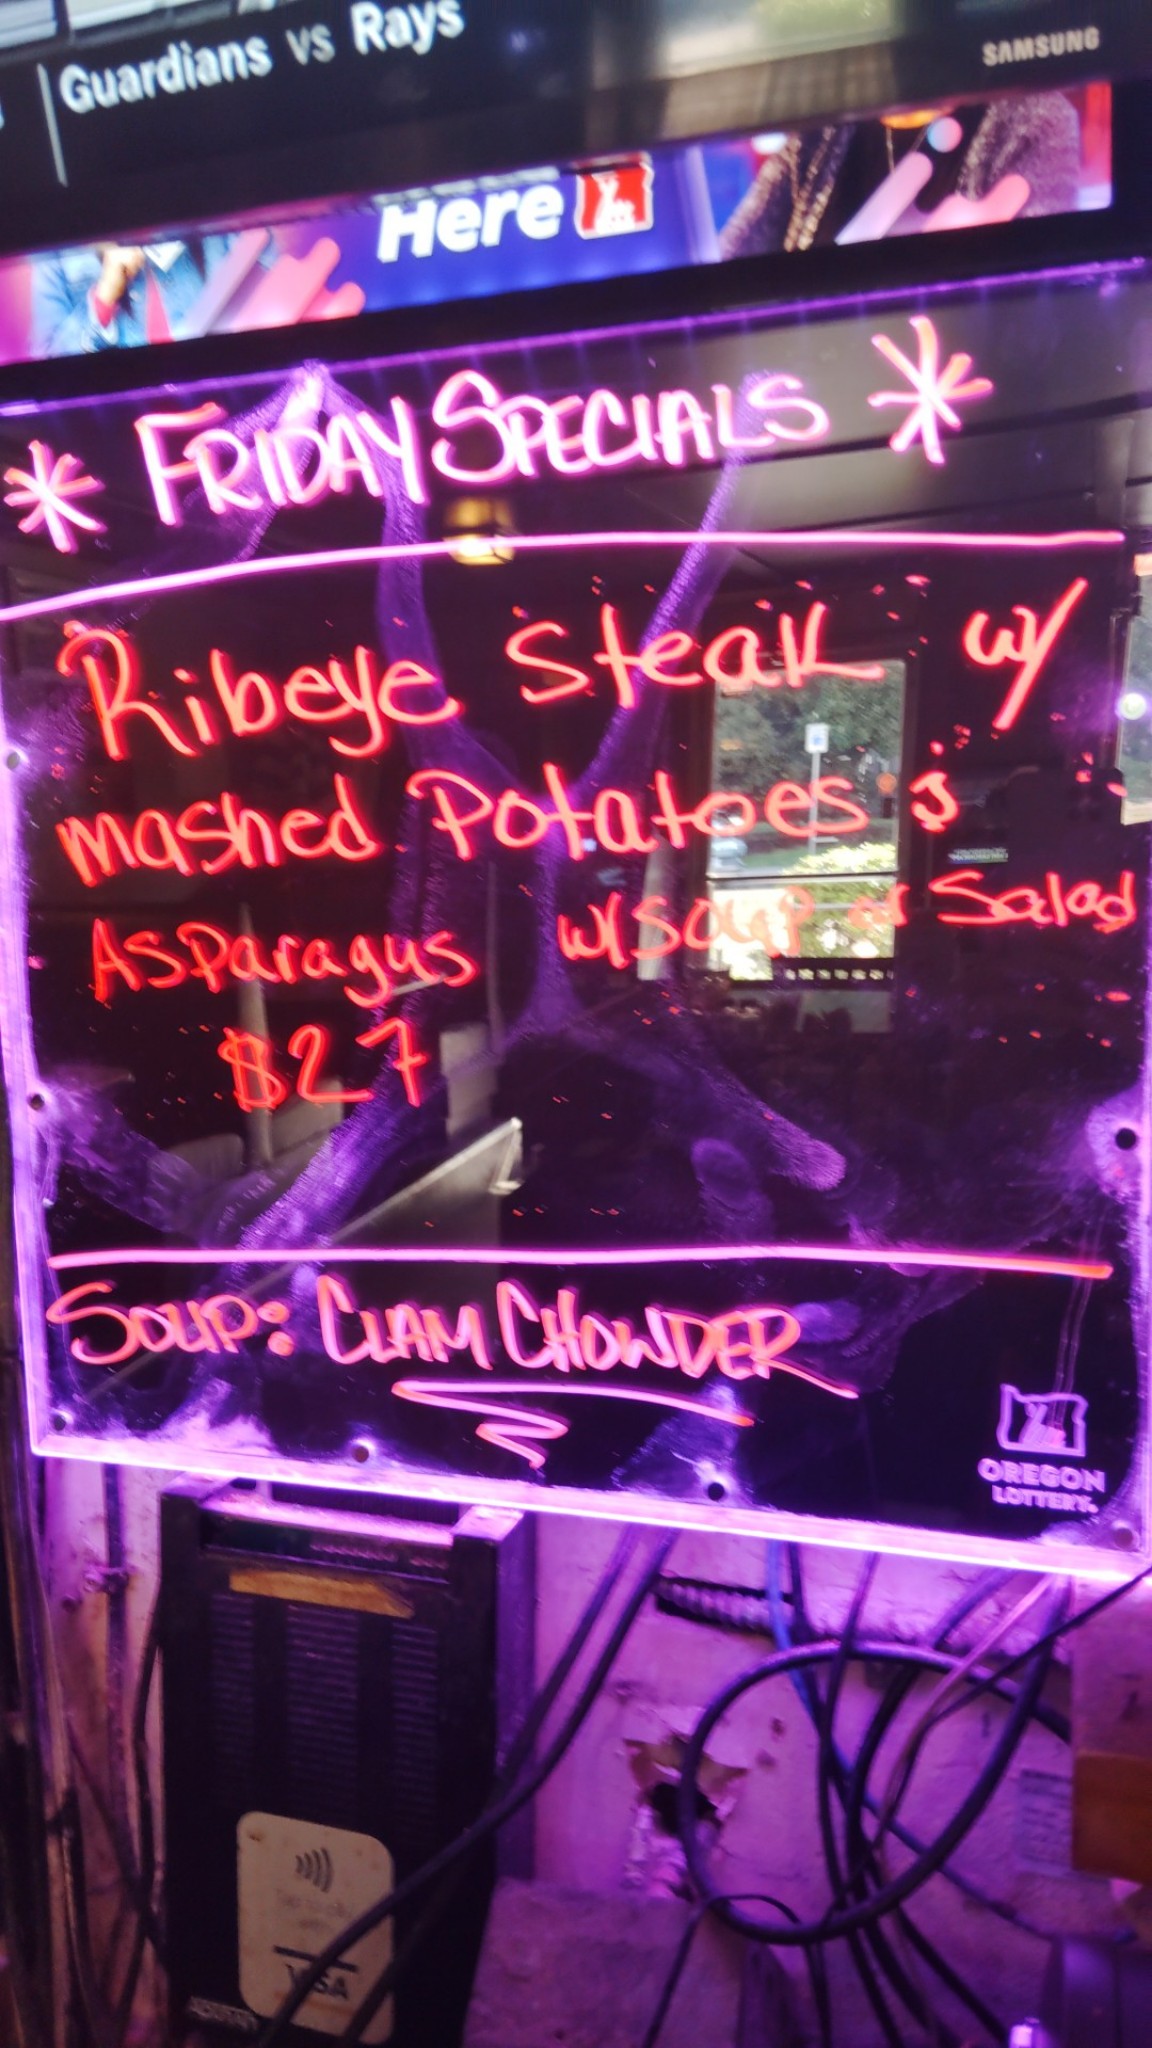 Guardians vs Rays
SAMSUNG
Here
* FRIDAY SPECIALS *
Ribeye Steak w/
mashed Potatoes &
Asparagus w/soup or Salad
$27
SOUP: CLAM CHOWDER
OREGON
LOTTERY
VISA